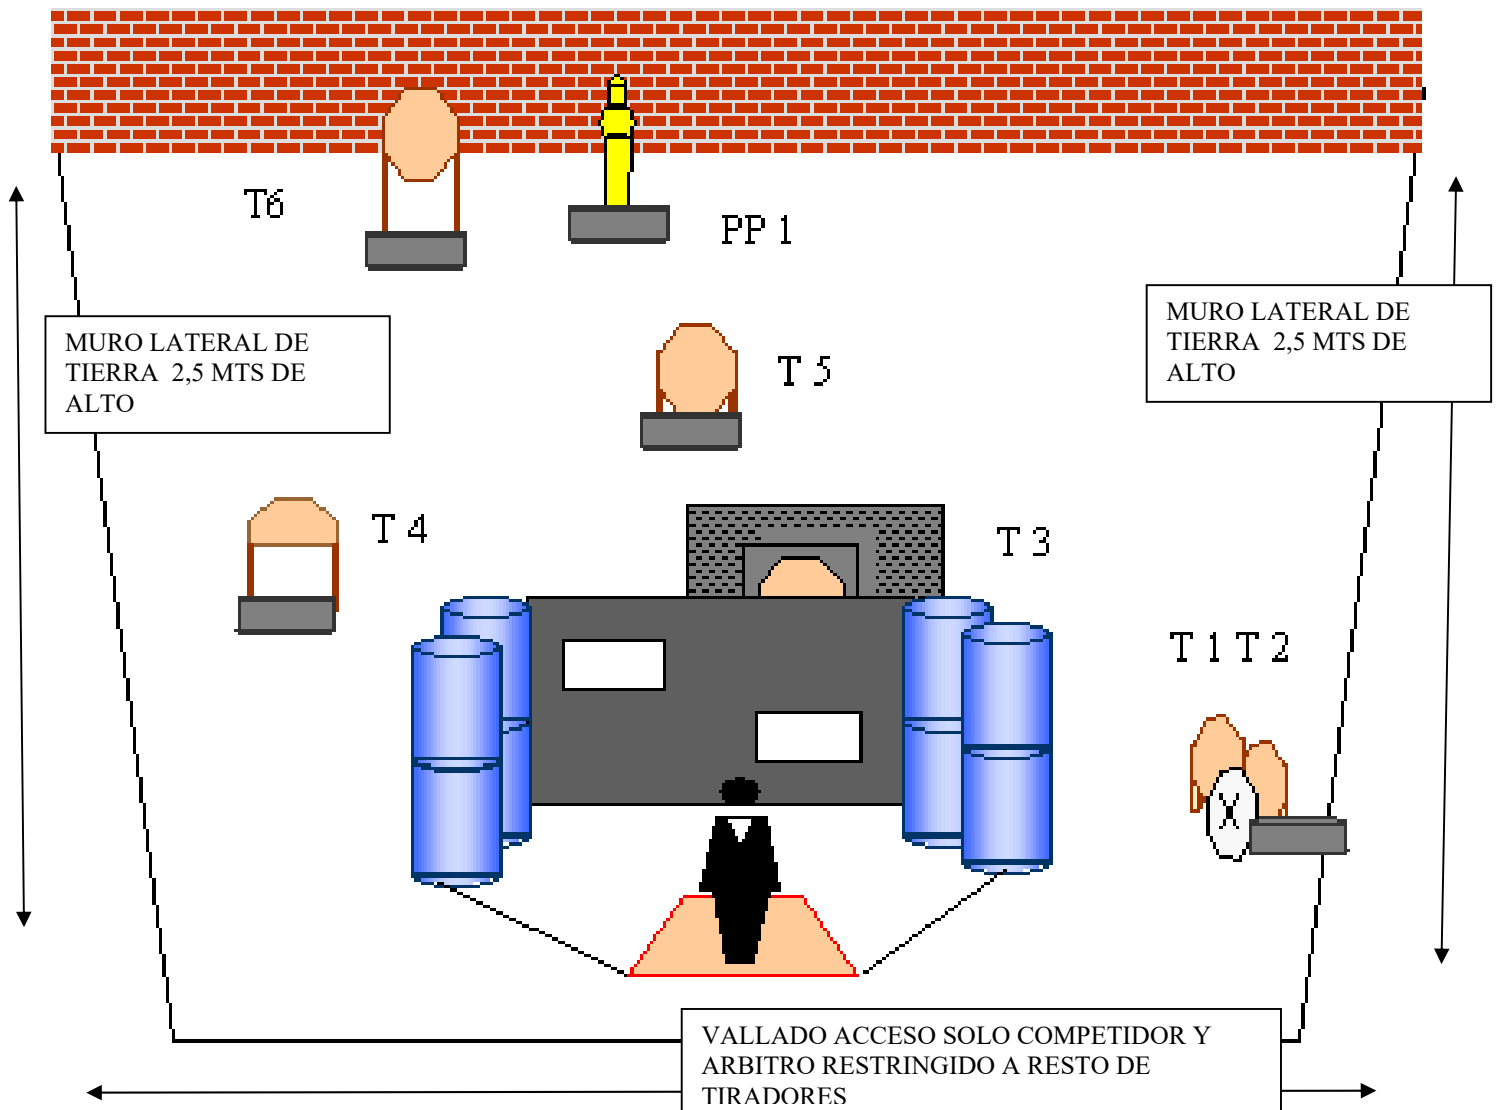 T6
PP 1
MURO LATERAL DE
TIERRA 2,5 MTS DE
ALTO
MURO LATERAL DE
TIERRA 2,5 MTS DE
ALTO
T 5
T 4
T 3
T 1 T 2
X
VALLADO ACCESO SOLO COMPETIDOR Y
ARBITRO RESTRINGIDO A RESTO DE
TIRADORES